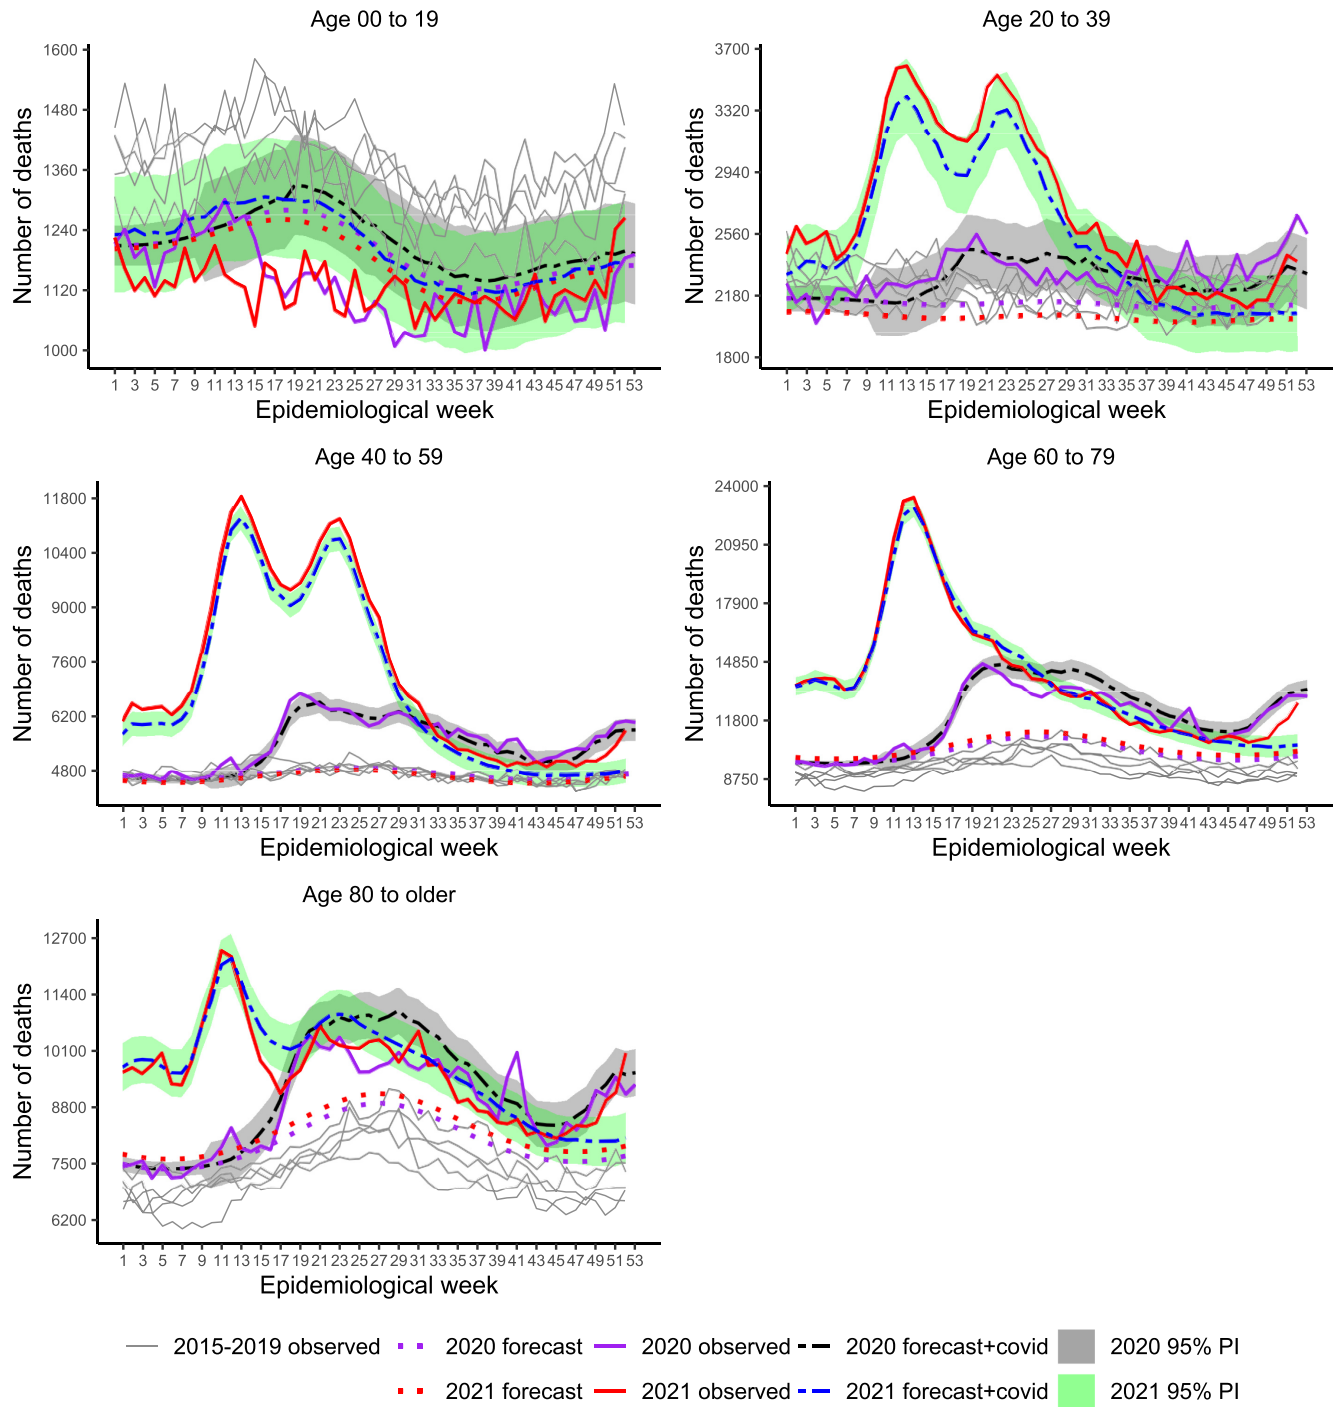 Age 00 to 19
Number of deaths
1600
1480
1360
1240
1120
1000
1 3 5 7 9 11 13 15 17 19 21 23 25 27 29 31 33 35 37 39 41 43 45 47 49 51 53
Epidemiological week
Age 20 to 39
Number of deaths
3700
3320
2940
2560
2180
1800
1 3 5 7 9 11 13 15 17 19 21 23 25 27 29 31 33 35 37 39 41 43 45 47 49 51 53
Epidemiological week
Age 40 to 59
Number of deaths
11800
10400
9000
7600
6200
4800
1 3 5 7 9 11 13 15 17 19 21 23 25 27 29 31 33 35 37 39 41 43 45 47 49 51 53
Epidemiological week
Age 60 to 79
Number of deaths
24000
20950
17900
14850
11800
8750
1 3 5 7 9 11 13 15 17 19 21 23 25 27 29 31 33 35 37 39 41 43 45 47 49 51 53
Epidemiological week
Age 80 to older
Number of deaths
12700
11400
10100
8800
7500
6200
1 3 5 7 9 11 13 15 17 19 21 23 25 27 29 31 33 35 37 39 41 43 45 47 49 51 53
Epidemiological week
2015-2019 observed 2020 forecast 2020 observed 2020 forecast+covid 2020 95% PI
2021 forecast 2021 observed 2021 forecast+covid 2021 95% PI